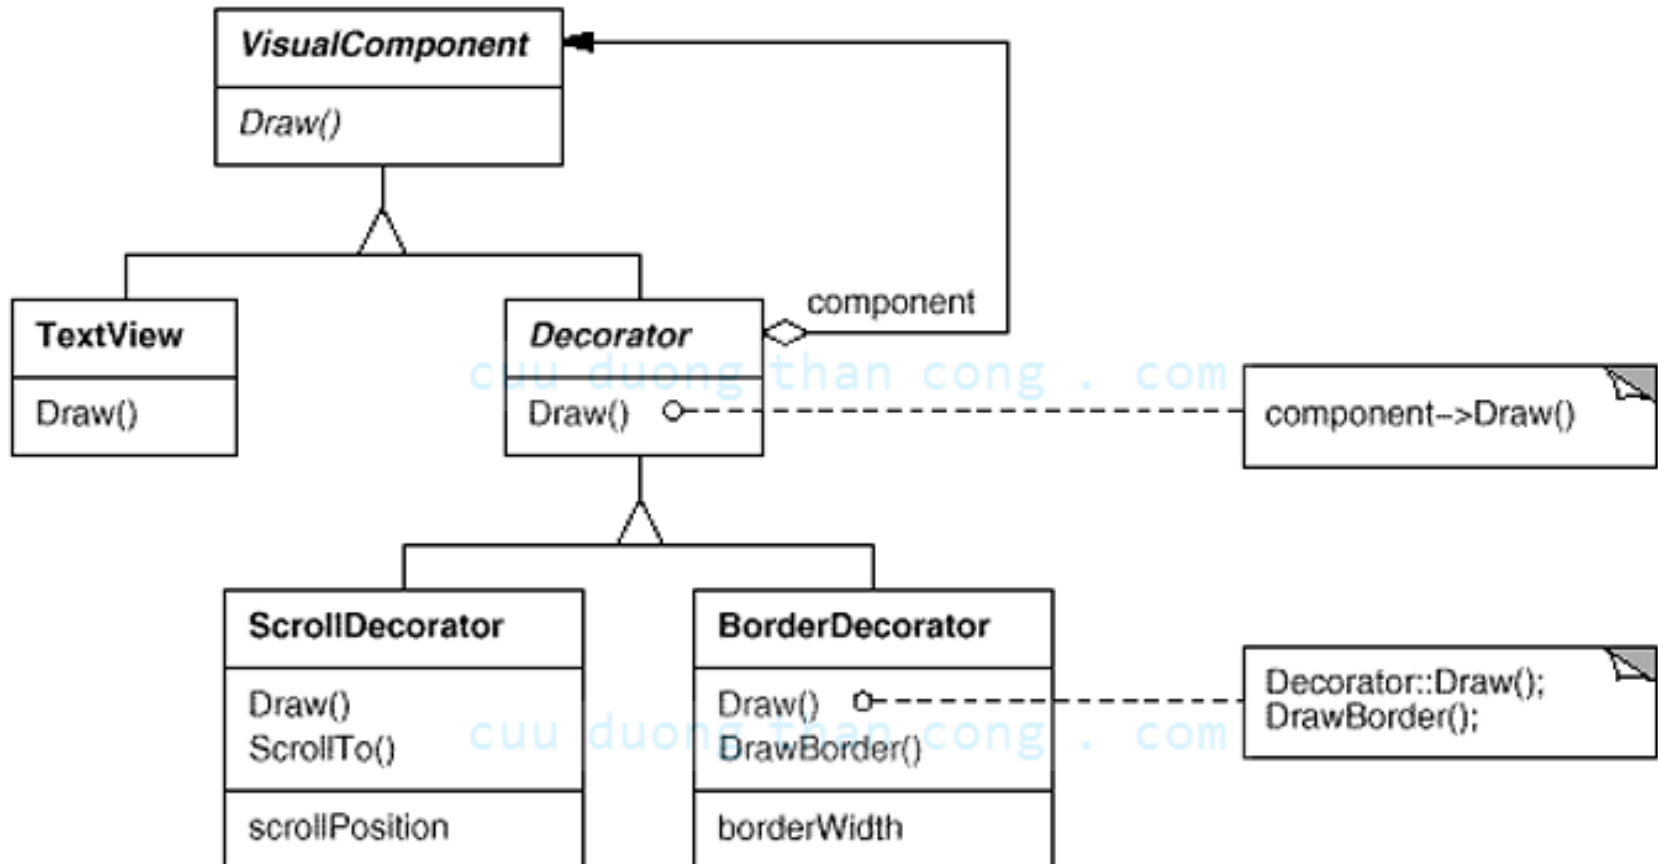 VisualComponent
Draw()
component
TextView
Draw()
Decorator
Draw()
component–>Draw()
cuu duong than cong . com
ScrollDecorator
Draw()
ScrollTo()
scrollPosition
BorderDecorator
Draw()
DrawBorder()
borderWidth
Decorator::Draw();
DrawBorder();
cuu duong than cong . com